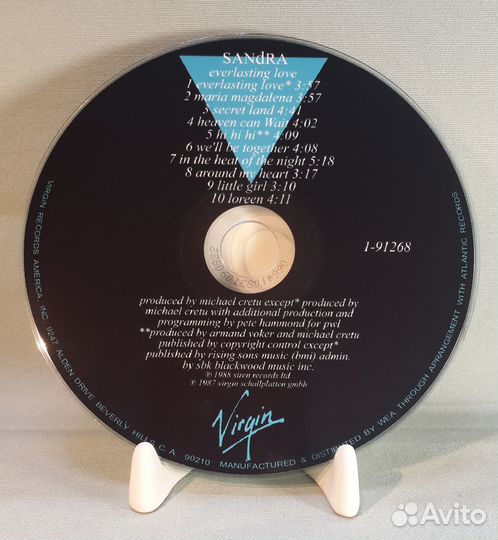 SANdRA
everlasting love
1 everlasting love* 3:57
2 maria magdalena 3:57
3 secret land 4:41
4 heaven can Wait 4:02
5 hi hi hi** 4:09
6 we'll be together 4:08
7 in the heat of the night 5:18
8 around my heart 3:17
9 little girl 3:10
10 loreen 4:11
1-91268
produced by michael cretu except* produced by
michael cretu with additional production and
programming by pete hammond for pwl
**produced by armand voker and michael cretu
published by copyright control except*
published by rising sons music (bmi) admin.
by sbk blackwood music inc.
℗ 1988 siren records ltd
℗ 1987 virgin schallplatten gmbh
Virgin
VIRGIN RECORDS AMERICA, INC. 9247 ALDEN DRIVE BEVERLY HILLS C.A. 90210 MANUFACTURED & DISTIBTED BY WEA THROUGH ARRANGEMENT WITH ATLANTIC RECORDS
Avito